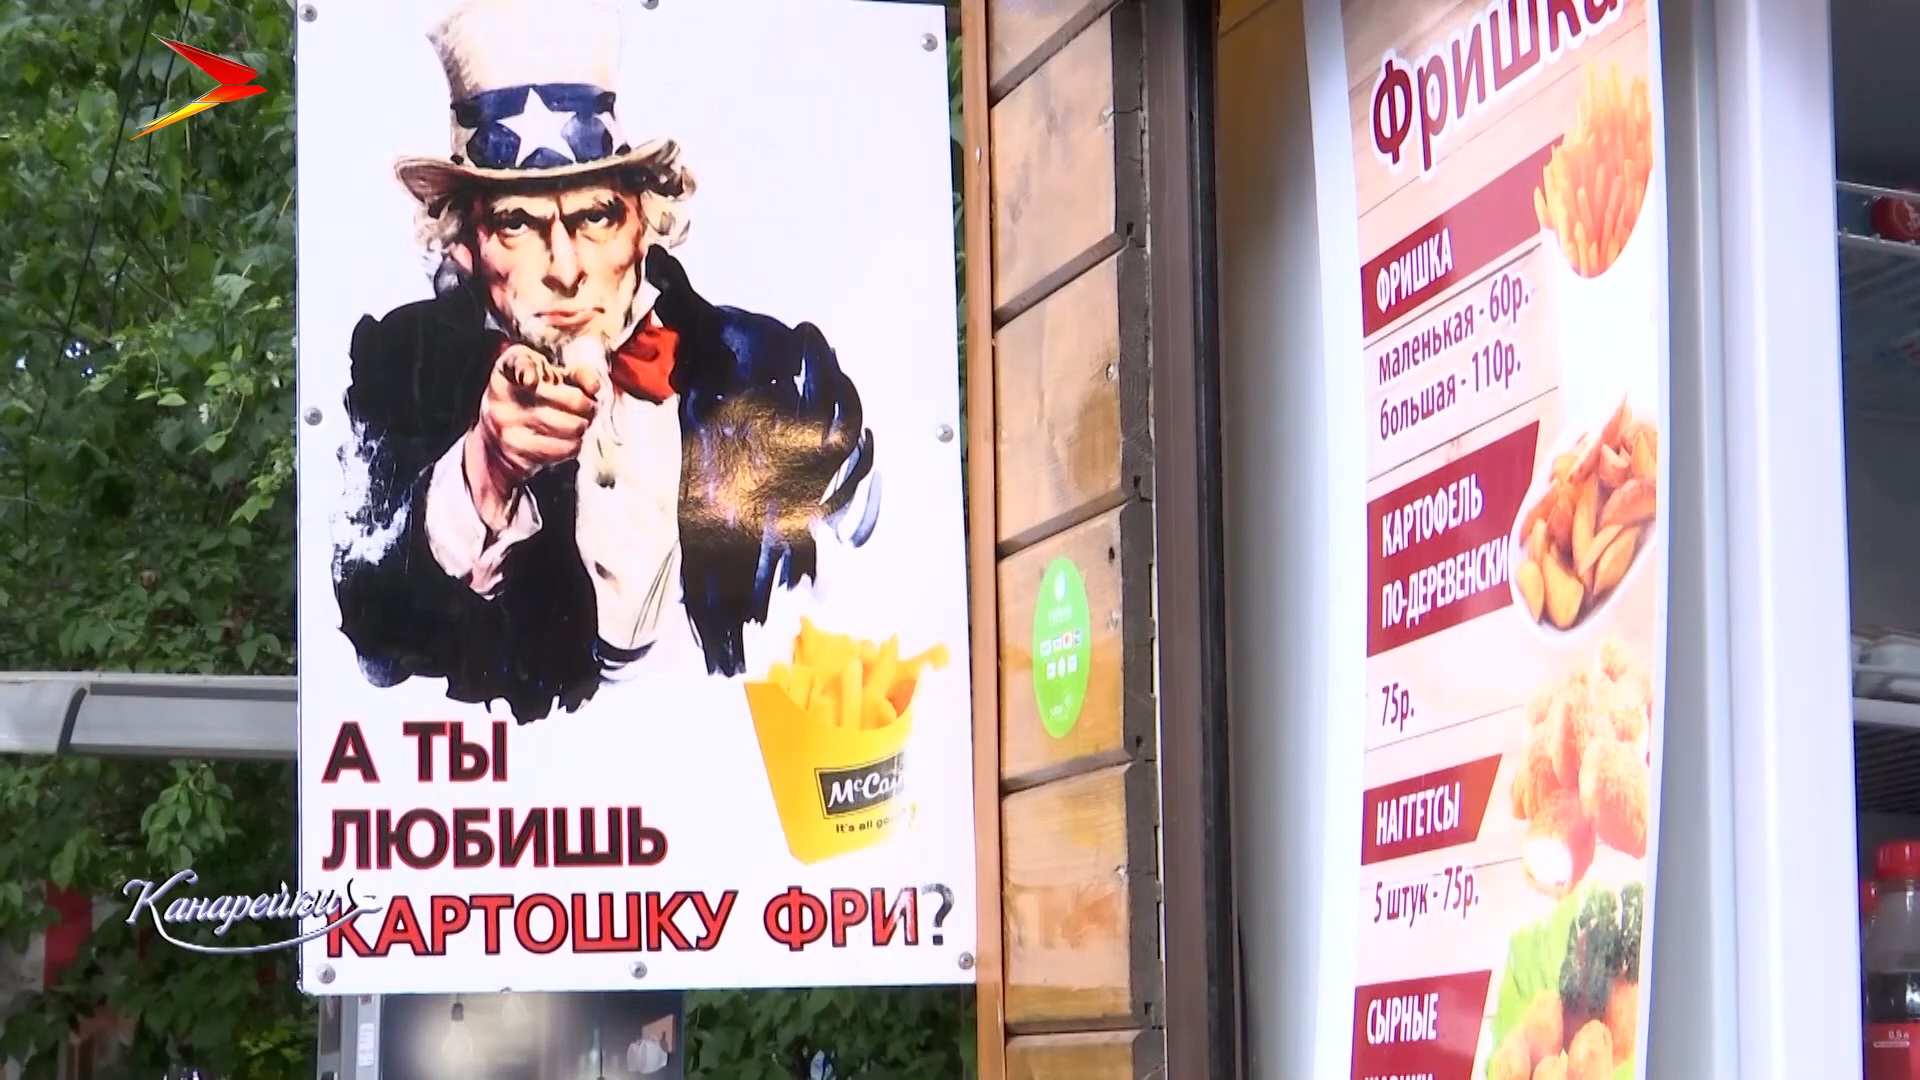 А ТЫ
ЛЮБИШЬ
КАРТОШКУ ФРИ?
McCa
It's all go
Канарейки
Фришка
ФРИШКА
маленькая - 60р.
большая - 110р.
КАРТОФЕЛЬ
ПО-ДЕРЕВЕНСКИ
75р.
НАГГЕТСЫ
5 штук - 75р.
СЫРНЫЕ